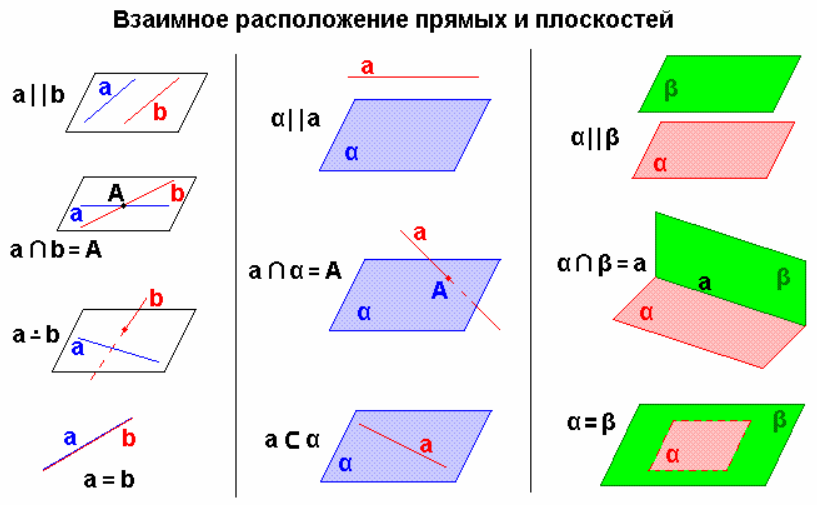 Взаимное расположение прямых и плоскостей
a||b
a
b
A
a
b
a ∩ b = A
b
a ∸ b
a
a
b
a = b
a
α||a
α
a
a ∩ α = A
A
α
a ⊂ α
a
α
β
α||β
α
α ∩ β = a
a
β
α
α = β
β
α